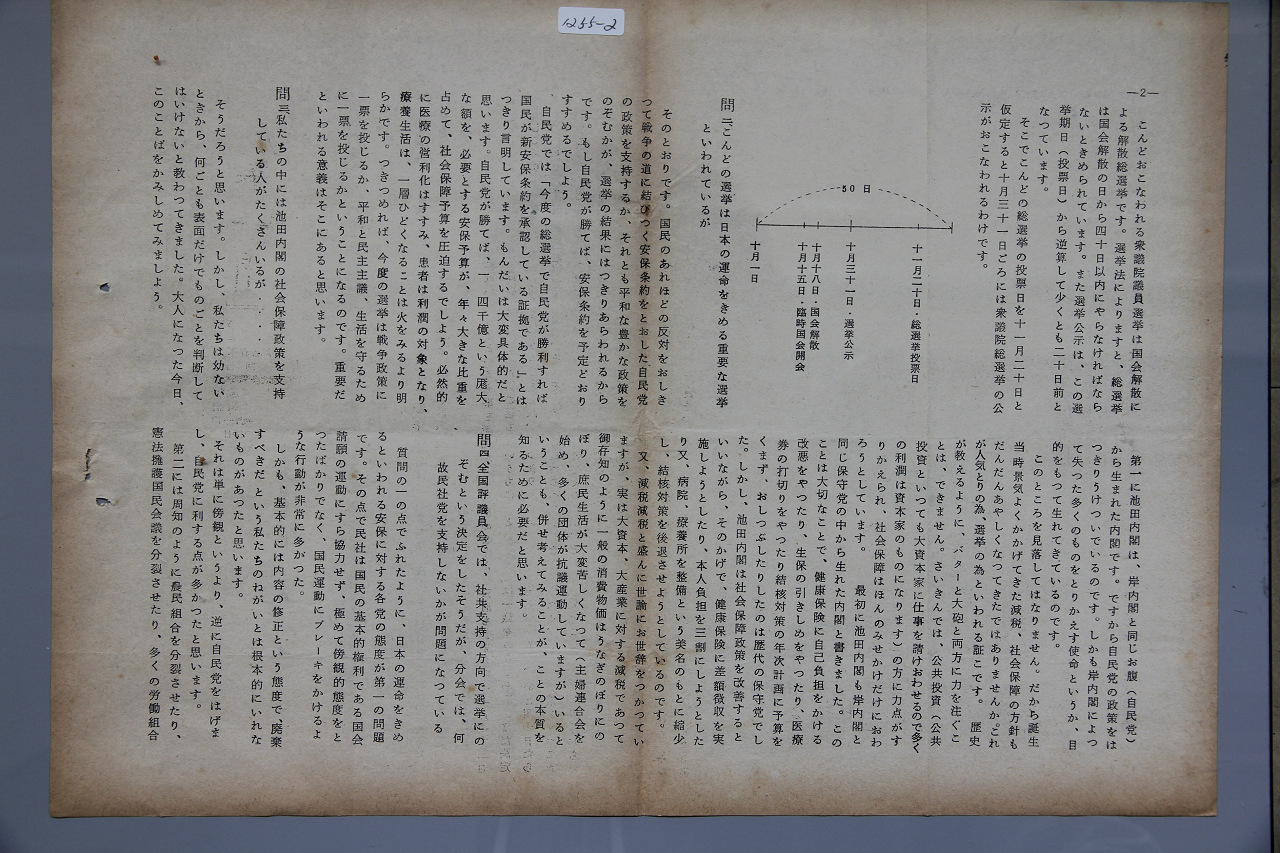 1255-2
—2—
こんどおこなわれる衆議院議員選挙は国会解散に
よる解散総選挙です。選挙法によりますと、総選挙
は国会解散の日から四十日以内にやらなければなら
ないときめられています。また選挙公示は、この選
挙期日（投票日）から逆算して少くとも二十日前と
なつています。
そこでこんどの総選挙の投票日を十一月二十日と
仮定すると十月三十一日ごろには衆議院総選挙の公
示がおこなわれるわけです。
50日
十一月二十日・総選挙投票日
十月三十一日・選挙公示
十月十八日・国会解散
十月十五日・臨時国会開会
十月一日
問二、こんどの選挙は日本の運命をきめる重要な選挙
といわれているが
そのとおりです。国民のあれほどの反対をおしき
つて戦争の道に結びつく安保条約をとおした自民党
の政策を支持するか、それとも平和な豊かな政策を
のぞむかが、選挙の結果にはつきりあらわれるから
です。もし自民党が勝てば、安保条約を予定どおり
すすめるでしよう。
自民党では「今度の総選挙で自民党が勝利すれば
国民が新安保条約を承認している証拠である」とは
つきり言明しています。もんだいは大変具体的だと
思います。自民党が勝てば、一、四千億という厖大
な額を、必要とする安保予算が、年々大きな比重を
占めて、社会保障予算を圧迫するでしよう。必然的
に医療の営利化はすすみ、患者は利潤の対象となり、
療養生活は、一層ひどくなることは火をみるより明
らかです。つきつめれば、今度の選挙は戦争政策に
一票を投じるか、平和と民主主義、生活を守るため
に一票を投じるかということになるのです。重要だ
といわれる意義はそこにあると思います。
問三、私たちの中には池田内閣の社会保障政策を支持
している人がたくさんいるが・・・・・
そうだろうと思います。しかし、私たちは幼ない
ときから、何ごとも表面だけでものごとを判断して
はいけないと教わつてきました。大人になつた今日、
このことばをかみしめてみましよう。
第一に池田内閣は、岸内閣と同じお腹（自民党）
から生まれた内閣です。ですから自民党の政策をは
つきりうけついでいるのです。しかも岸内閣によつ
て失つた多くのものをとりかえす使命というか、目
的をもつて生れてきているのです。
このところを見落してはなりません。だから誕生
当時景気よくかかげてきた減税、社会保障の方針も
だんだんあやしくなつてきたではありませんか。これ
が人気とりの為、選挙の為といわれる証こです。歴史
が教えるように、バターと大砲と両方に力を注ぐこ
とは、できません。さいきんでは、公共投資（公共
投資といつても大資本家に仕事を請けおわせるので多く
の利潤は資本家のものになります）の方に力点がす
りかえられ、社会保障はほんのみせかけだけにおわ
ろうとしています。 最初に池田内閣も岸内閣と
同じ保守党の中から生れた内閣と書きました。この
ことは大切なことで、健康保険に自己負担をかける
改悪をやつたり、生保の引きしめをやつたり、医療
券の打切りをやつたり結核対策の年次計画に予算を
くまず、おしつぶしたりしたのは歴代の保守党でし
た。しかし、池田内閣は社会保障政策を改善すると
いいながら、そのかげで、健康保険に差額徴収を実
施しようとしたり、本人負担を三割にしようとした
り又、病院、療養所を整備という美名のもとに縮少
し、結核対策を後退させようとしているのです。
又、減税減税と盛んに世論にお世辞をつかつてい
ますが、実は大資本、大産業に対する減税であつて
御存知のように一般の消費物価はうなぎのぼりにの
ぼり、庶民生活が大変苦しくなつて（主婦連合会を
始め、多くの団体が抗議運動していますが）いると
いうことも、併せ考えてみることが、ことの本質を
知るために必要だと思います。
問四、全国評議員会では、社共支持の方向で選挙にの
ぞむという決定をしたそうだが、分会では、何
故民社党を支持しないかが問題になつている
質問の一の点でふれたように、日本の運命をきめ
るといわれる安保に対する各党の態度が第一の問題
です。その点で民社は国民の基本的権利である国会
請願の運動にすら協力せず、極めて傍観的態度をと
つたばかりでなく、国民運動にブレーキをかけるよ
うな行動が非常に多かつた。
しかも、基本的には内容の修正という態度で、廃棄
すべきだという私たちのねがいとは根本的にいれな
いものがあつたと思います。
それは単に傍観というより、逆に自民党をはげま
し、自民党に利する点が多かつたと思います。
第二には周知のように農民組合を分裂させたり、
憲法擁護国民会議を分裂させたり、多くの労働組合